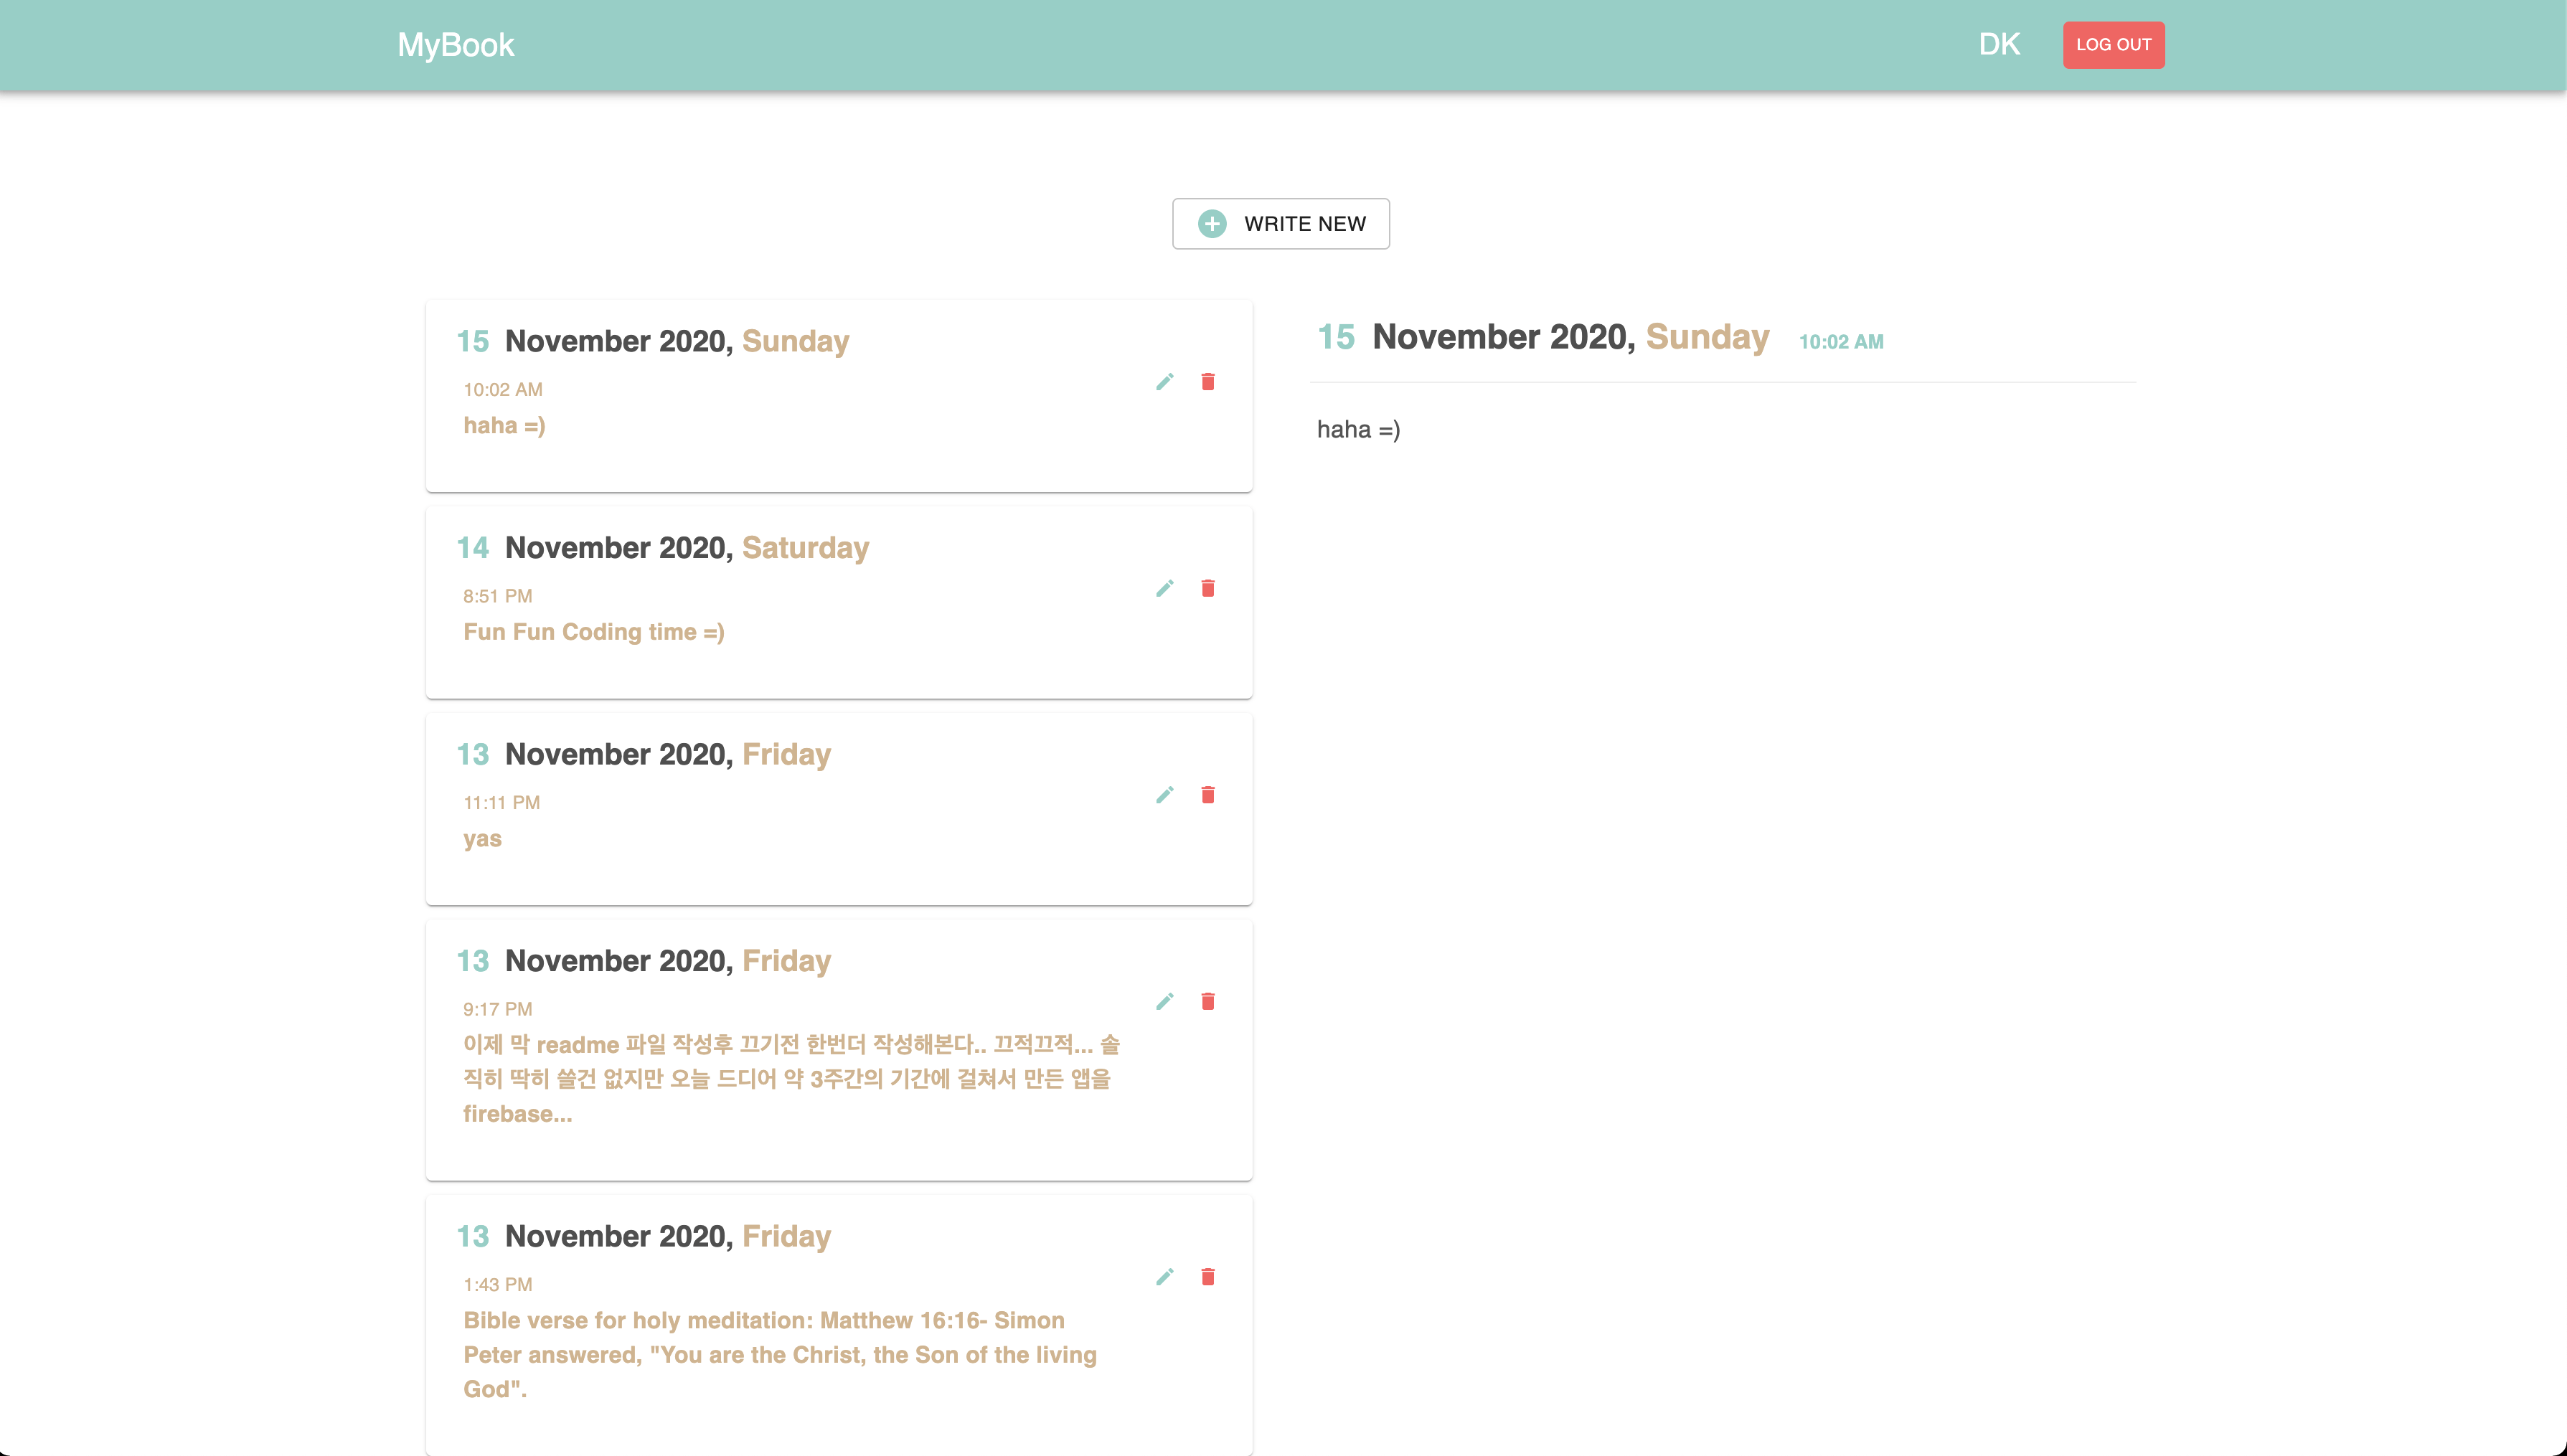 MyBook
DK
LOG OUT
WRITE NEW
15 November 2020, Sunday
10:02 AM
haha =)
14 November 2020, Saturday
8:51 PM
Fun Fun Coding time =)
13 November 2020, Friday
11:11 PM
yas
13 November 2020, Friday
9:17 PM
이제 막 readme 파일 작성후 끄기전 한번더 작성해본다.. 끄적끄적... 솔
직히 딱히 쓸건 없지만 오늘 드디어 약 3주간의 기간에 걸쳐서 만든 앱을
firebase...
13 November 2020, Friday
1:43 PM
Bible verse for holy meditation: Matthew 16:16- Simon
Peter answered, "You are the Christ, the Son of the living
God".
15 November 2020, Sunday 10:02 AM
haha =)